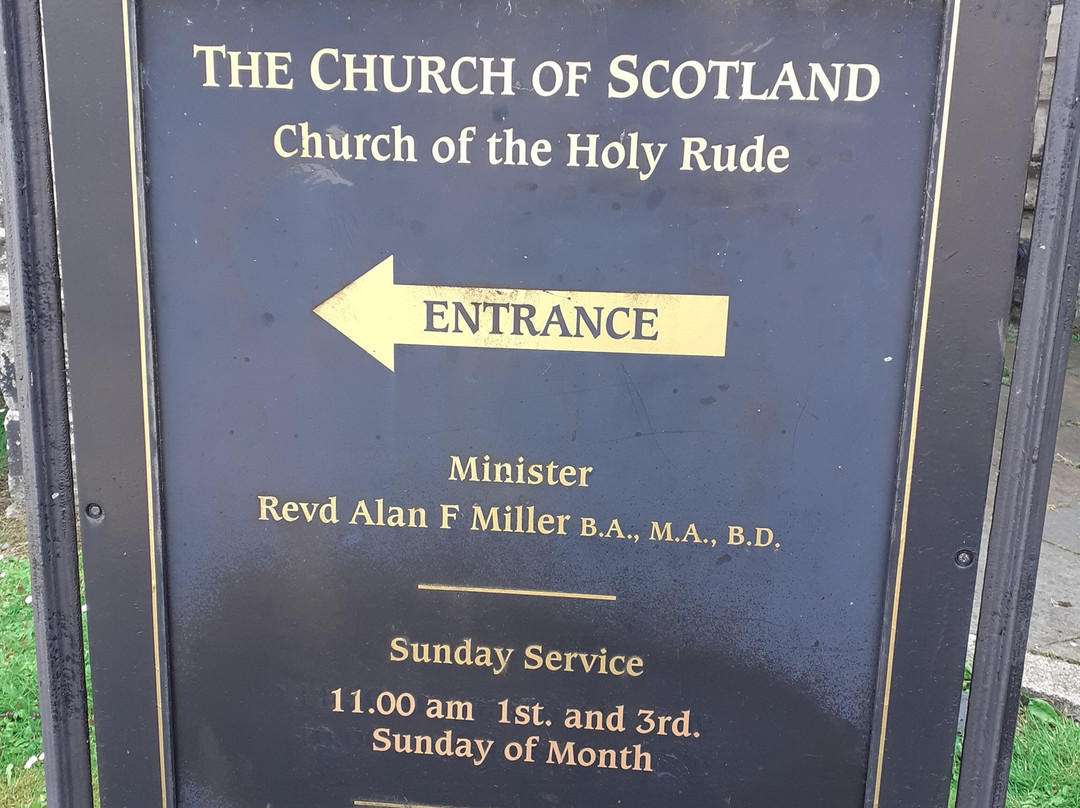 THE CHURCH OF SCOTLAND
Church of the Holy Rude
ENTRANCE
Minister
Revd Alan F Miller B.A., M.A., B.D.
Sunday Service
11.00 am 1st. and 3rd.
Sunday of Month